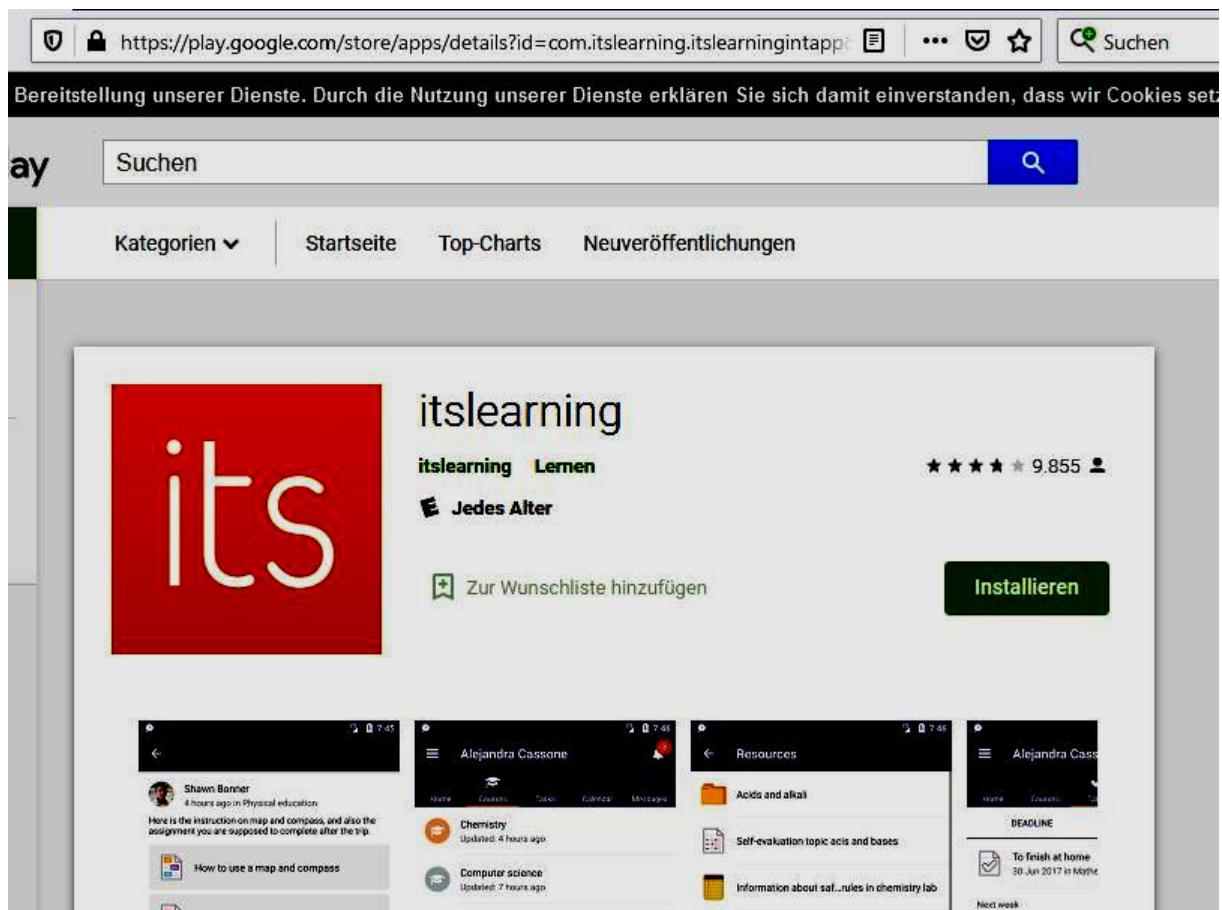 https://play.google.com/store/apps/details?id=com.itslearning.itslearningintapp
Suchen
Bereitstellung unserer Dienste. Durch die Nutzung unserer Dienste erklären Sie sich damit einverstanden, dass wir Cookies setz
ay
Suchen
Kategorien Startseite Top-Charts Neuveröffentlichungen
its
itslearning
itslearning Lernen
9.855
E Jedes Alter
Zur Wunschliste hinzufügen
Installieren
7:45
Shawn Bonner
4 hours ago in Physical education
Here is the instruction on map and compass, and also the
assignment you are supposed to complete after the trip.
How to use a map and compass
7:45
Alejandra Cassone
Home Courses Tasks Calendar Messages
Chemistry
Updated: 4 hours ago
Computer science
Updated: 7 hours ago
7:45
Resources
Acids and alkali
Self-evaluation topic acis and bases
Information about saf...rules in chemistry lab
Alejandra Cass
Home Courses
DEADLINE
To finish at home
30 Jun 2017 in Mathe
Next week